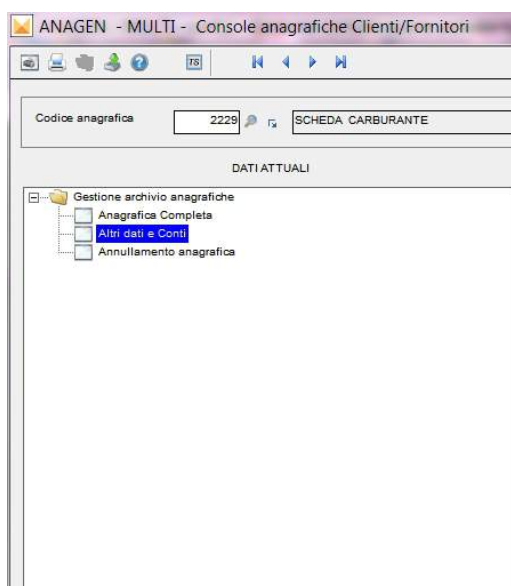 ANAGEN - MULTI - Console anagrafiche Clienti/Fornitori
TS
Codice anagrafica 2229 SCHEDA CARBURANTE
DATI ATTUALI
Gestione archivio anagrafiche
Anagrafica Completa
Altri dati e Conti
Annullamento anagrafica